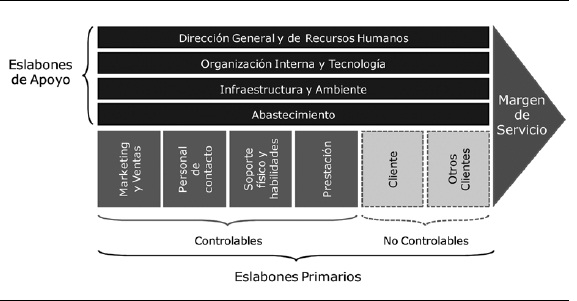 Dirección General y de Recursos Humanos
Organización Interna y Tecnología
Infraestructura y Ambiente
Abastecimiento
Eslabones
de Apoyo
Margen
de
Servicio
Marketing
y Ventas
Personal
de
contacto
Soporte
físico y
habilidades
Prestación
Cliente
Otros
Clientes
Controlables
No Controlables
Eslabones Primarios